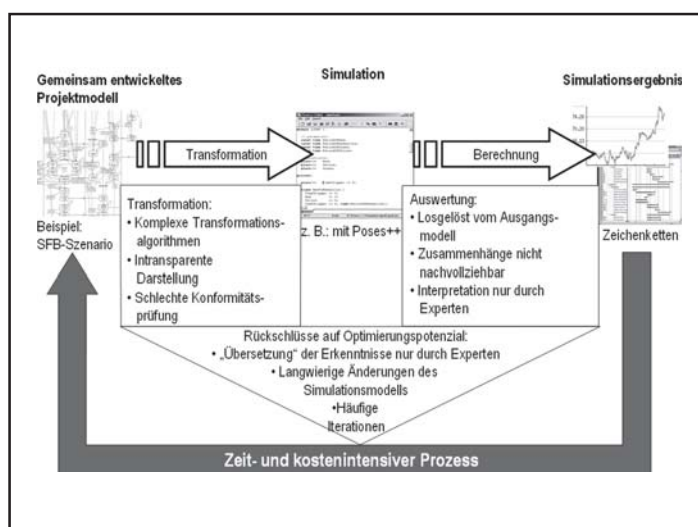 Gemeinsam entwickeltes
Projektmodell
Simulation
Simulationsergebnis
Transformation
Berechnung
Beispiel:
SFB-Szenario
Transformation:
• Komplexe Transformations-
algorithmen
• Intransparente
Darstellung
• Schlechte Konformitäts-
prüfung
z. B.: mit Poses++
Auswertung:
• Losgelöst vom Ausgangs-
modell
• Zusammenhänge nicht
nachvollziehbar
• Interpretation nur durch
Experten
Zeichenketten
Rückschlüsse auf Optimierungspotenzial:
• „Übersetzung“ der Erkenntnisse nur durch Experten
• Langwierige Änderungen des
Simulationsmodells
•Häufige
Iterationen
Zeit- und kostenintensiver Prozess